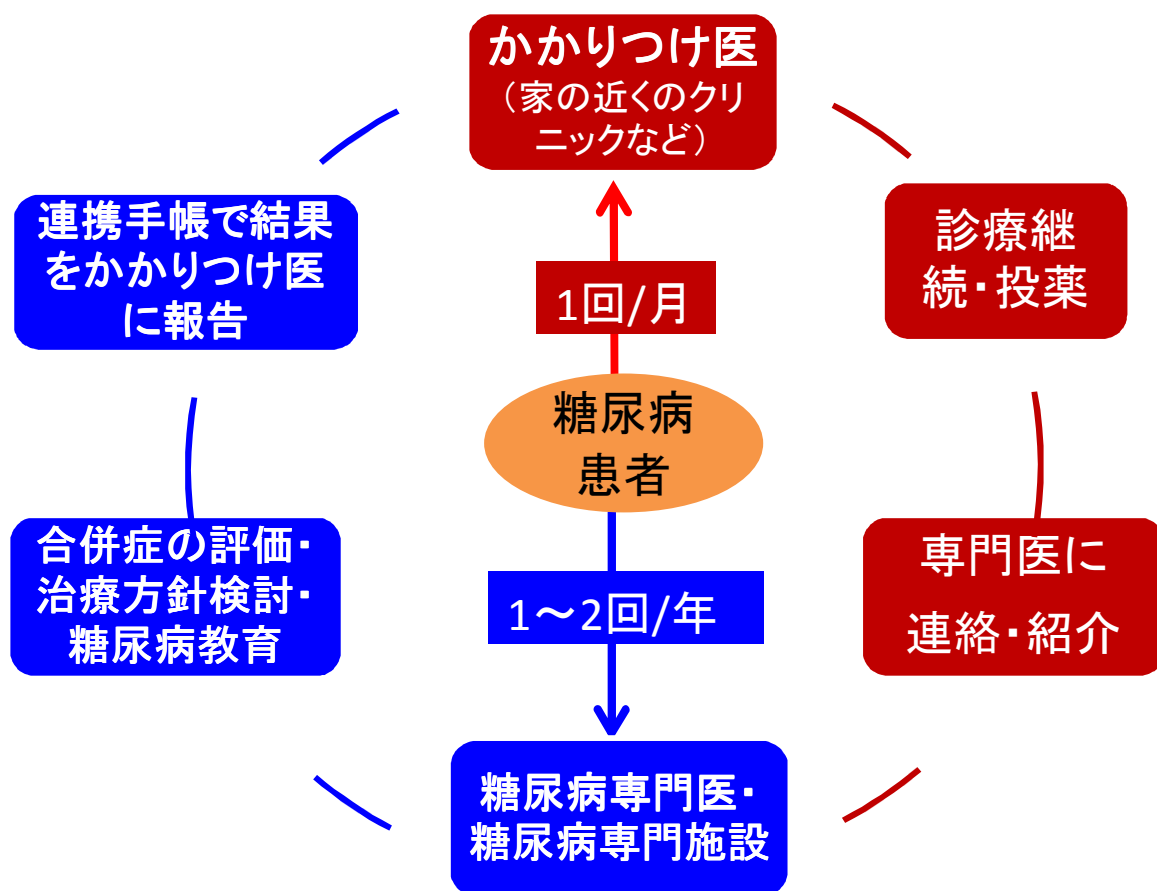 かかりつけ医
（家の近くのクリ
ニックなど）
連携手帳で結果
をかかりつけ医
に報告
診療継
続・投薬
1回/月
糖尿病
患者
合併症の評価・
治療方針検討・
糖尿病教育
1～2回/年
専門医に
連絡・紹介
糖尿病専門医・
糖尿病専門施設